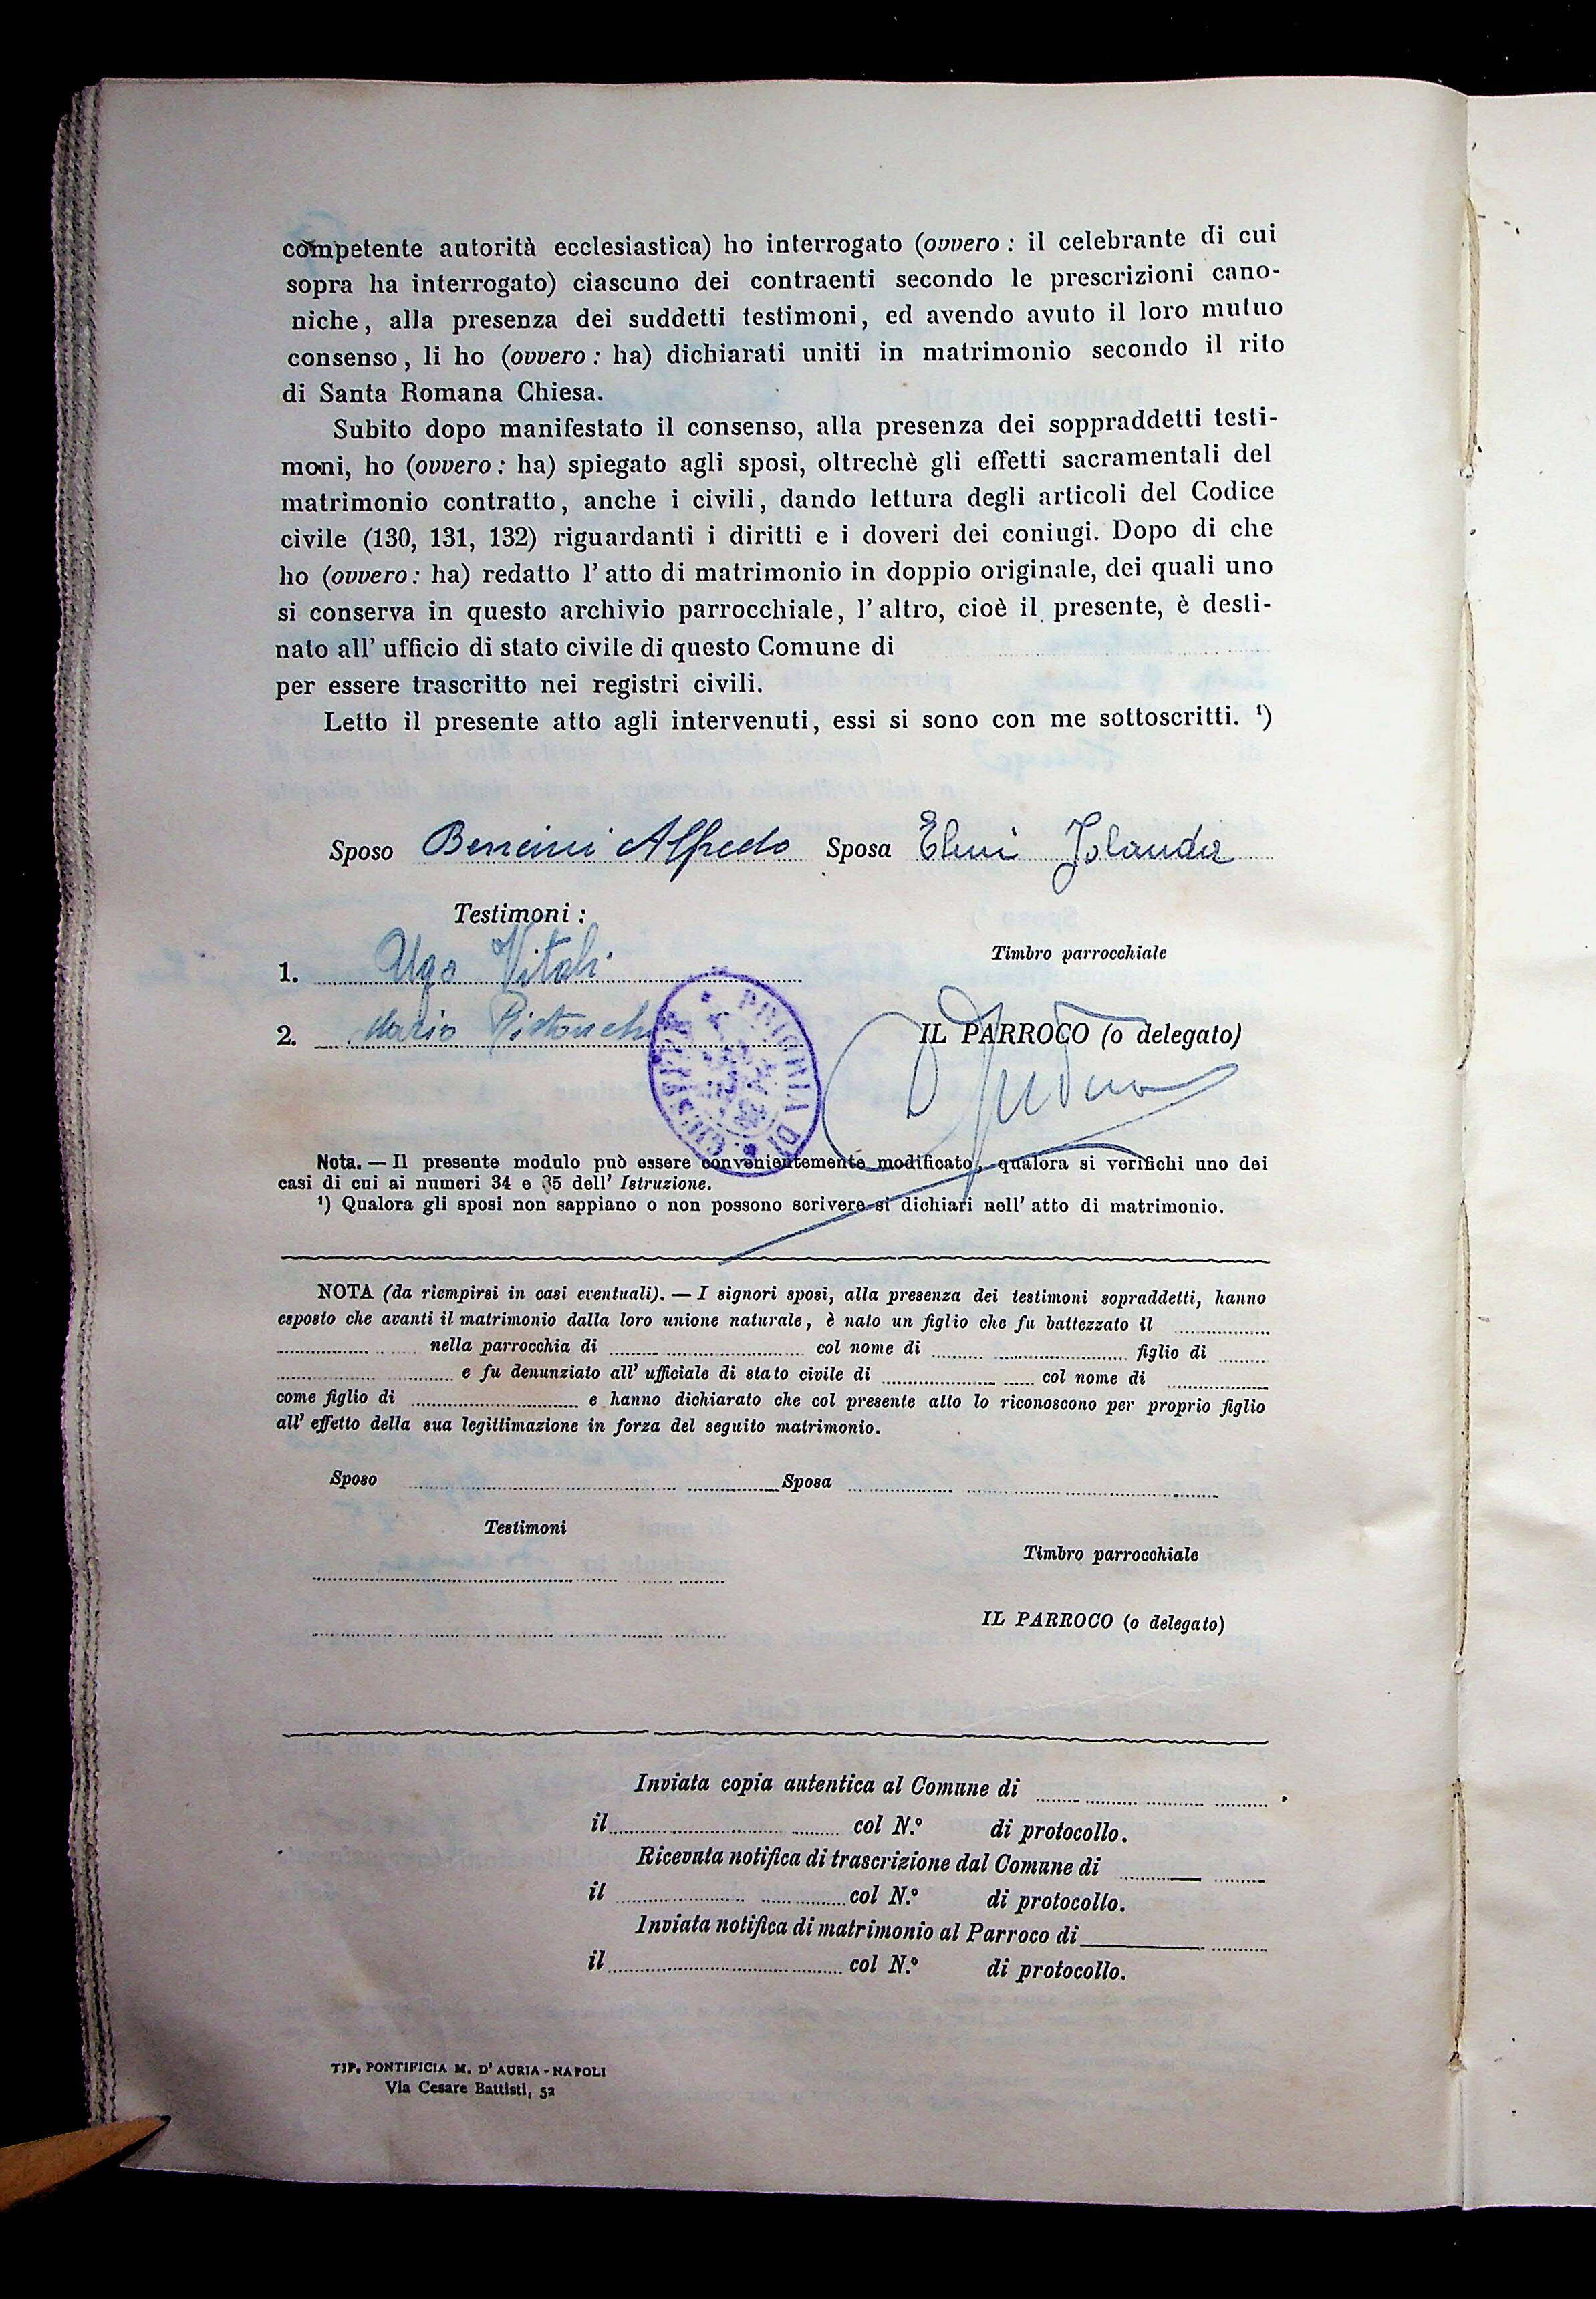 competente autorità ecclesiastica) ho interrogato (ovvero : il celebrante di cui
sopra ha interrogato) ciascuno dei contraenti secondo le prescrizioni cano-
niche, alla presenza dei suddetti testimoni, ed avendo avuto il loro mutuo
consenso, li ho (ovvero : ha) dichiarati uniti in matrimonio secondo il rito
di Santa Romana Chiesa.
Subito dopo manifestato il consenso, alla presenza dei soppraddetti testi-
moni, ho (ovvero : ha) spiegato agli sposi, oltrechè gli effetti sacramentali del
matrimonio contratto, anche i civili, dando lettura degli articoli del Codice
civile (130, 131, 132) riguardanti i diritti e i doveri dei coniugi. Dopo di che
ho (ovvero : ha) redatto l' atto di matrimonio in doppio originale, dei quali uno
si conserva in questo archivio parrocchiale, l' altro, cioè il presente, è desti-
nato all' ufficio di stato civile di questo Comune di
per essere trascritto nei registri civili.
Letto il presente atto agli intervenuti, essi si sono con me sottoscritti. ¹)
Sposo Bencini Alfredo Sposa Elmi Jolanda
Testimoni :
Timbro parrocchiale
1. Ugo Vitali
2. Mario
IL PARROCO (o delegato)
PRIORIA DI
Nota. — Il presente modulo può essere convenientemente modificato, qualora si verifichi uno dei
casi di cui ai numeri 34 e 35 dell' Istruzione.
¹) Qualora gli sposi non sappiano o non possono scrivere si dichiari nell' atto di matrimonio.
NOTA (da riempirsi in casi eventuali). — I signori sposi, alla presenza dei testimoni sopraddetti, hanno
esposto che avanti il matrimonio dalla loro unione naturale, è nato un figlio che fu battezzato il
nella parrocchia di col nome di figlio di
e fu denunziato all' ufficiale di stato civile di col nome di
come figlio di e hanno dichiarato che col presente atto lo riconoscono per proprio figlio
all' effetto della sua legittimazione in forza del seguito matrimonio.
Sposo Sposa
Testimoni
Timbro parrocchiale
IL PARROCO (o delegato)
Inviata copia autentica al Comune di
il col N.º di protocollo.
Ricevuta notifica di trascrizione dal Comune di
il col N.º di protocollo.
Inviata notifica di matrimonio al Parroco di
il col N.º di protocollo.
TIP. PONTIFICIA M. D' AURIA - NAPOLI
Via Cesare Battisti, 52